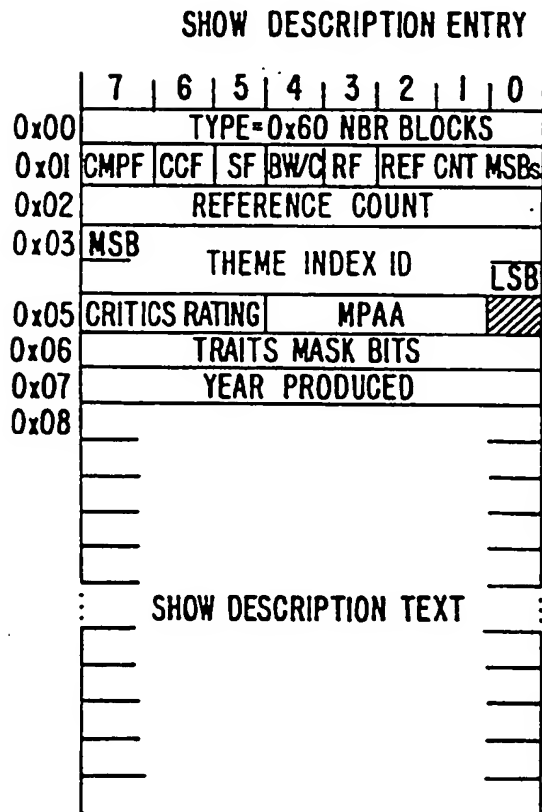 SHOW DESCRIPTION ENTRY
7 6 5 4 3 2 1 0
0x00 TYPE=0x60 NBR BLOCKS
0x01 CMPF CCF SF BW/C RF REF CNT MSBs
0x02 REFERENCE COUNT
0x03 MSB THEME INDEX ID LSB
0x05 CRITICS RATING MPAA
0x06 TRAITS MASK BITS
0x07 YEAR PRODUCED
0x08
SHOW DESCRIPTION TEXT